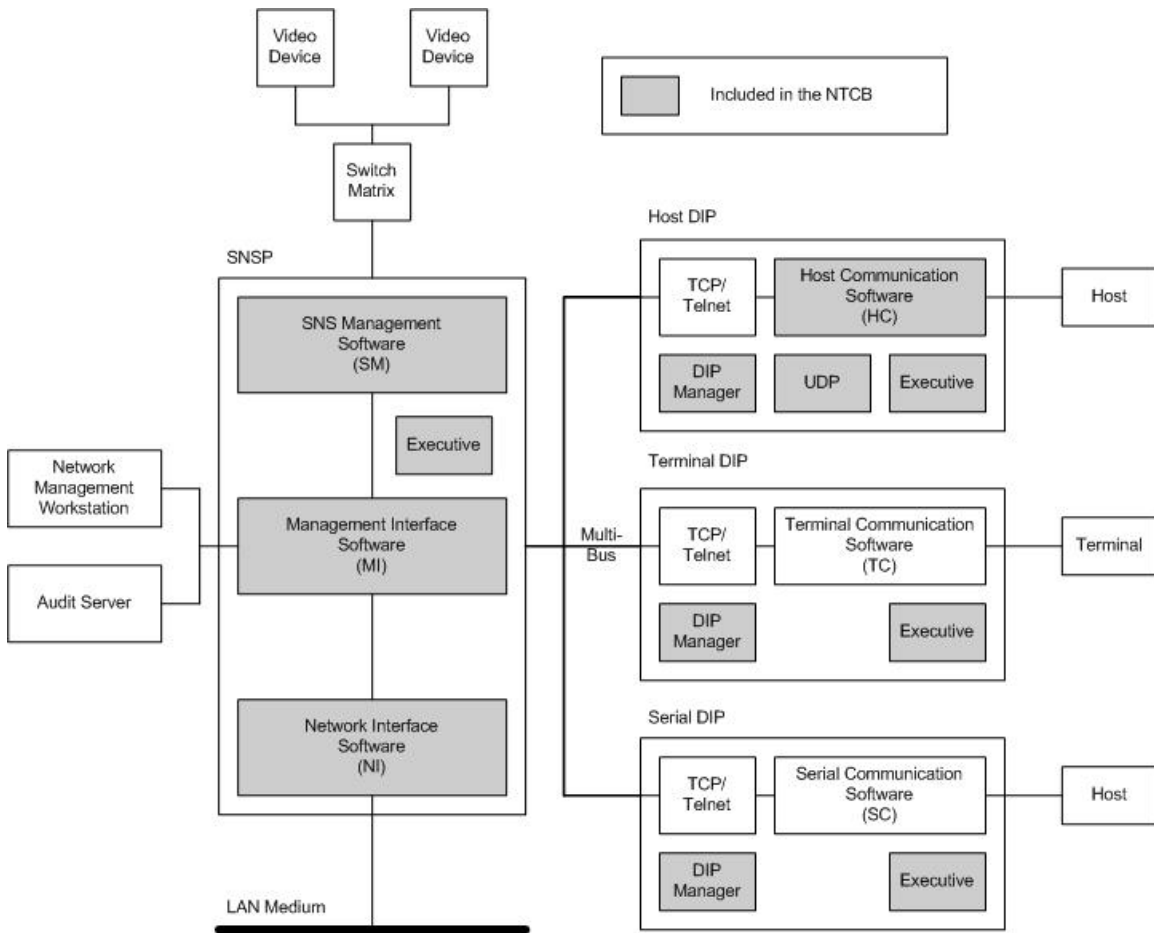 Video
Device
Video
Device
Included in the NTCB
Switch
Matrix
SNSP
SNS Management
Software
(SM)
Executive
Network
Management
Workstation
Management Interface
Software
(MI)
Audit Server
Network Interface
Software
(NI)
LAN Medium
Multi-
Bus
Host DIP
TCP/
Telnet
Host Communication
Software
(HC)
Host
DIP
Manager
UDP
Executive
Terminal DIP
TCP/
Telnet
Terminal Communication
Software
(TC)
Terminal
DIP
Manager
Executive
Serial DIP
TCP/
Telnet
Serial Communication
Software
(SC)
Host
DIP
Manager
Executive